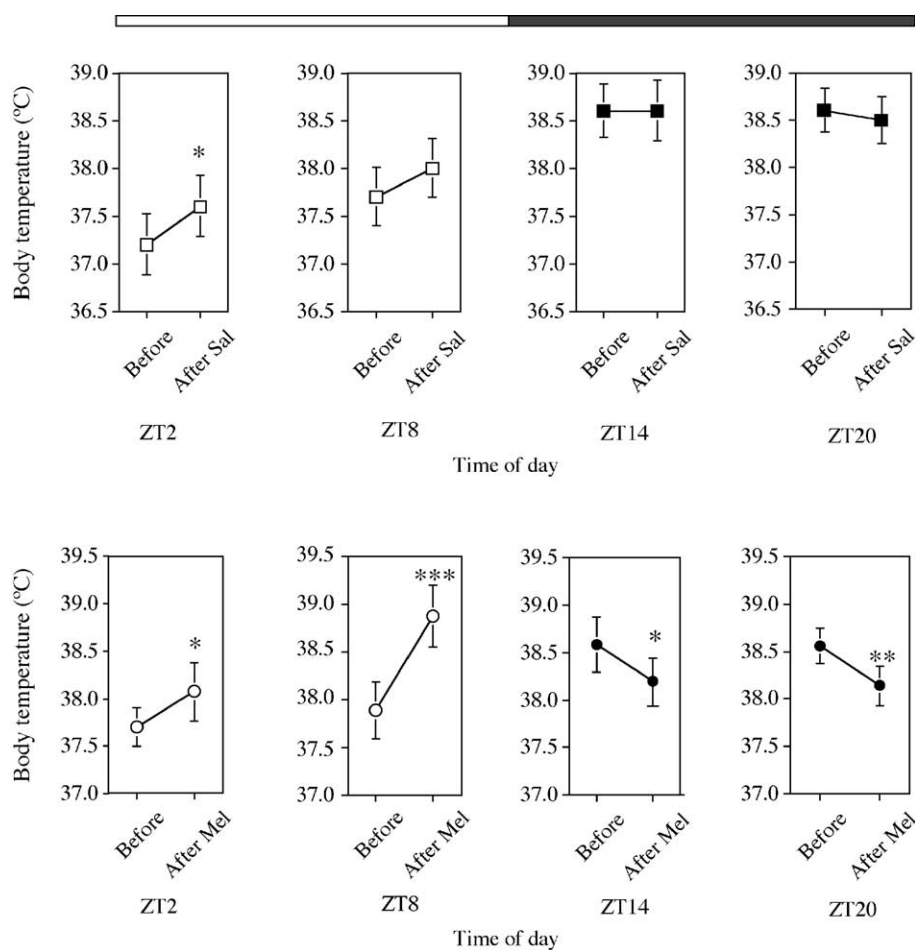 Body temperature (ºC)
39.0
38.5
38.0
37.5
37.0
36.5
*
Before
After Sal
ZT2
39.0
38.5
38.0
37.5
37.0
36.5
Before
After Sal
ZT8
39.0
38.5
38.0
37.5
37.0
36.5
Before
After Sal
ZT14
39.0
38.5
38.0
37.5
37.0
36.5
Before
After Sal
ZT20
Time of day
Body temperature (ºC)
39.5
39.0
38.5
38.0
37.5
37.0
*
Before
After Mel
ZT2
39.5
39.0
38.5
38.0
37.5
37.0
***
Before
After Mel
ZT8
39.5
39.0
38.5
38.0
37.5
37.0
*
Before
After Mel
ZT14
39.5
39.0
38.5
38.0
37.5
37.0
**
Before
After Mel
ZT20
Time of day